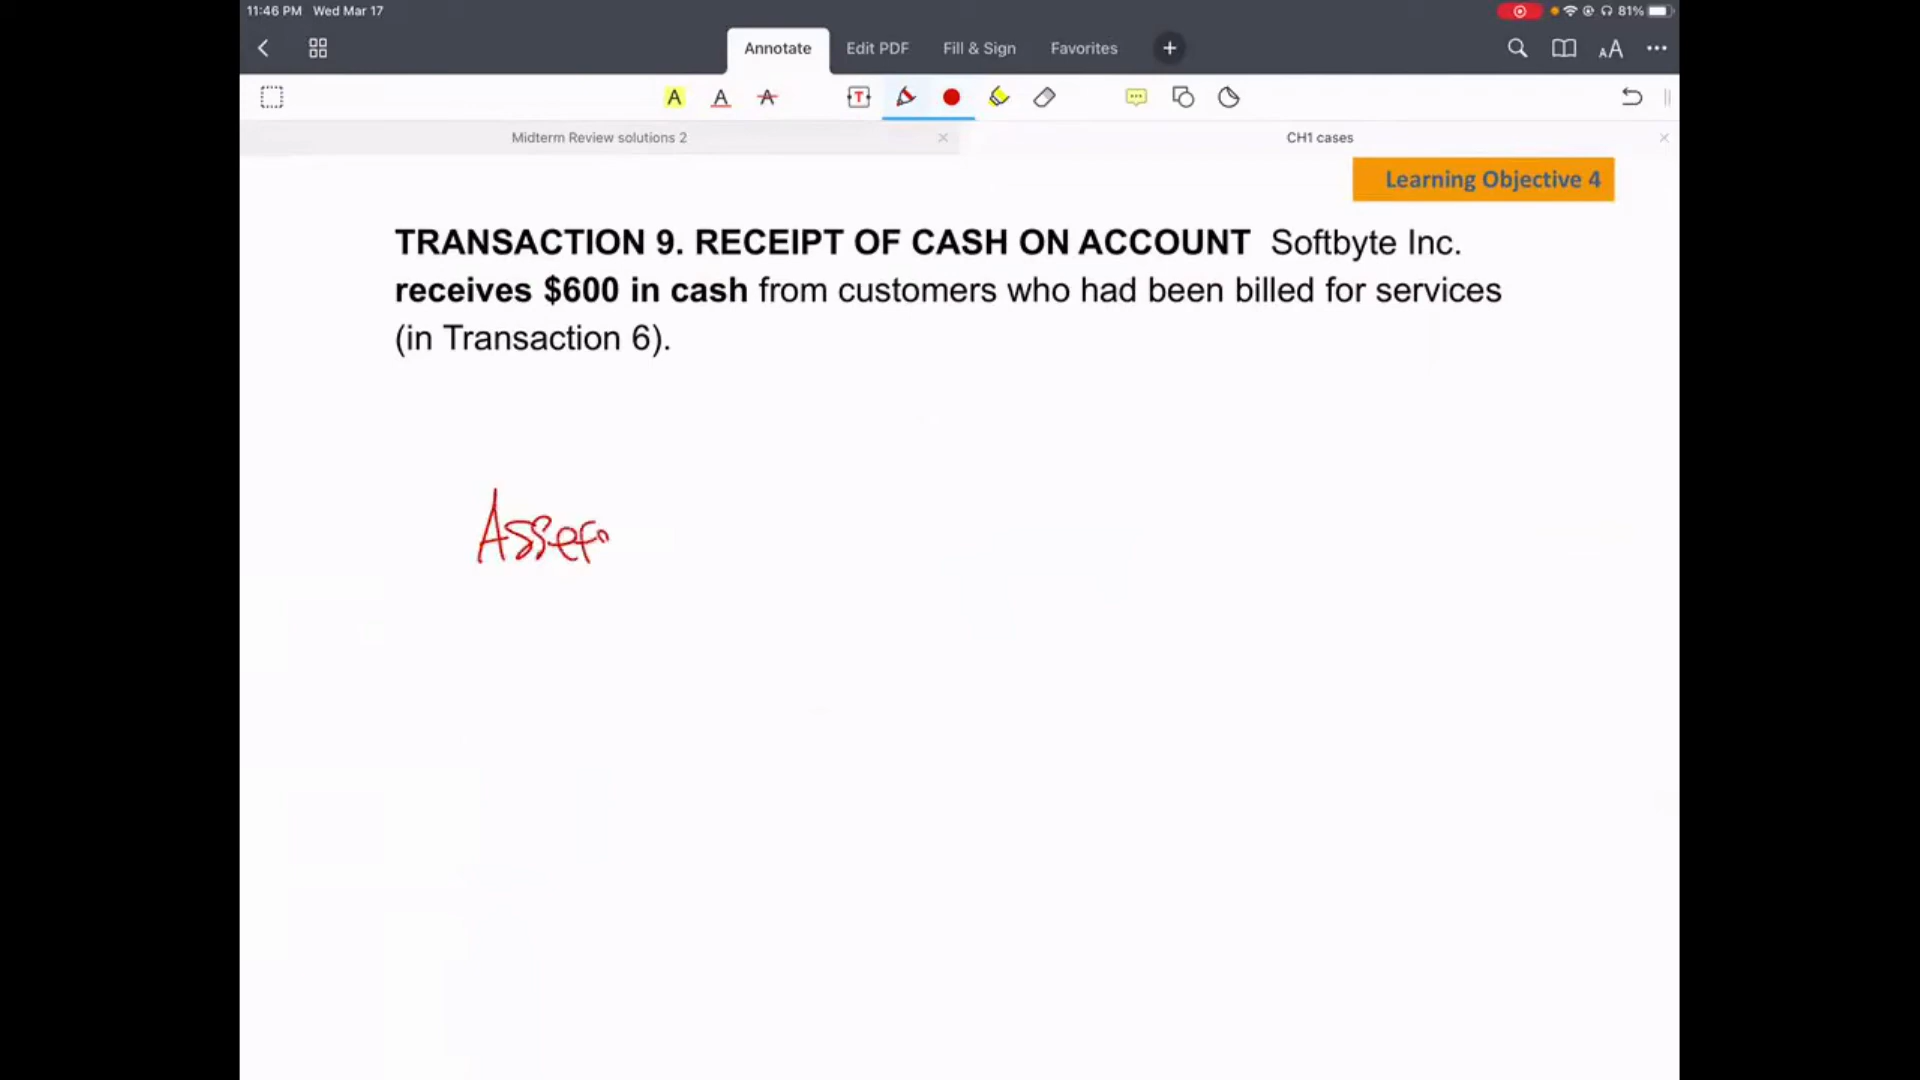 11:46 PM Wed Mar 17 81%
Annotate Edit PDF Fill & Sign Favorites
Midterm Review solutions 2 CH1 cases
Learning Objective 4
TRANSACTION 9. RECEIPT OF CASH ON ACCOUNT Softbyte Inc.
receives $600 in cash from customers who had been billed for services
(in Transaction 6).
Assets